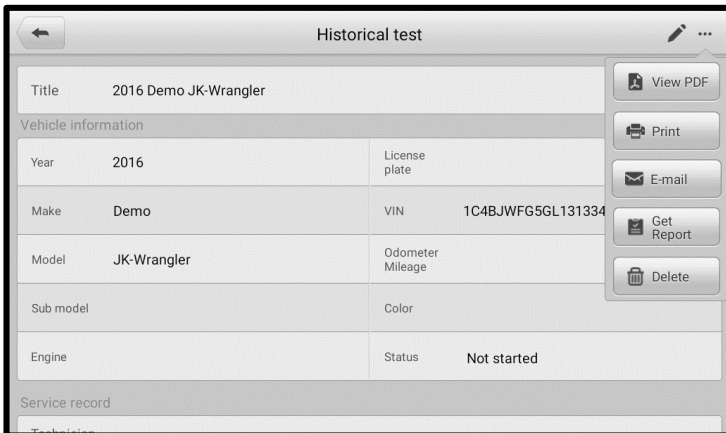 Historical test
Title 2016 Demo JK-Wrangler
Vehicle information
Year 2016 License plate
Make Demo VIN 1C4BJWFG5GL131334
Model JK-Wrangler Odometer Mileage
Sub model Color
Engine Status Not started
Service record
Technician
View PDF
Print
E-mail
Get
Report
Delete